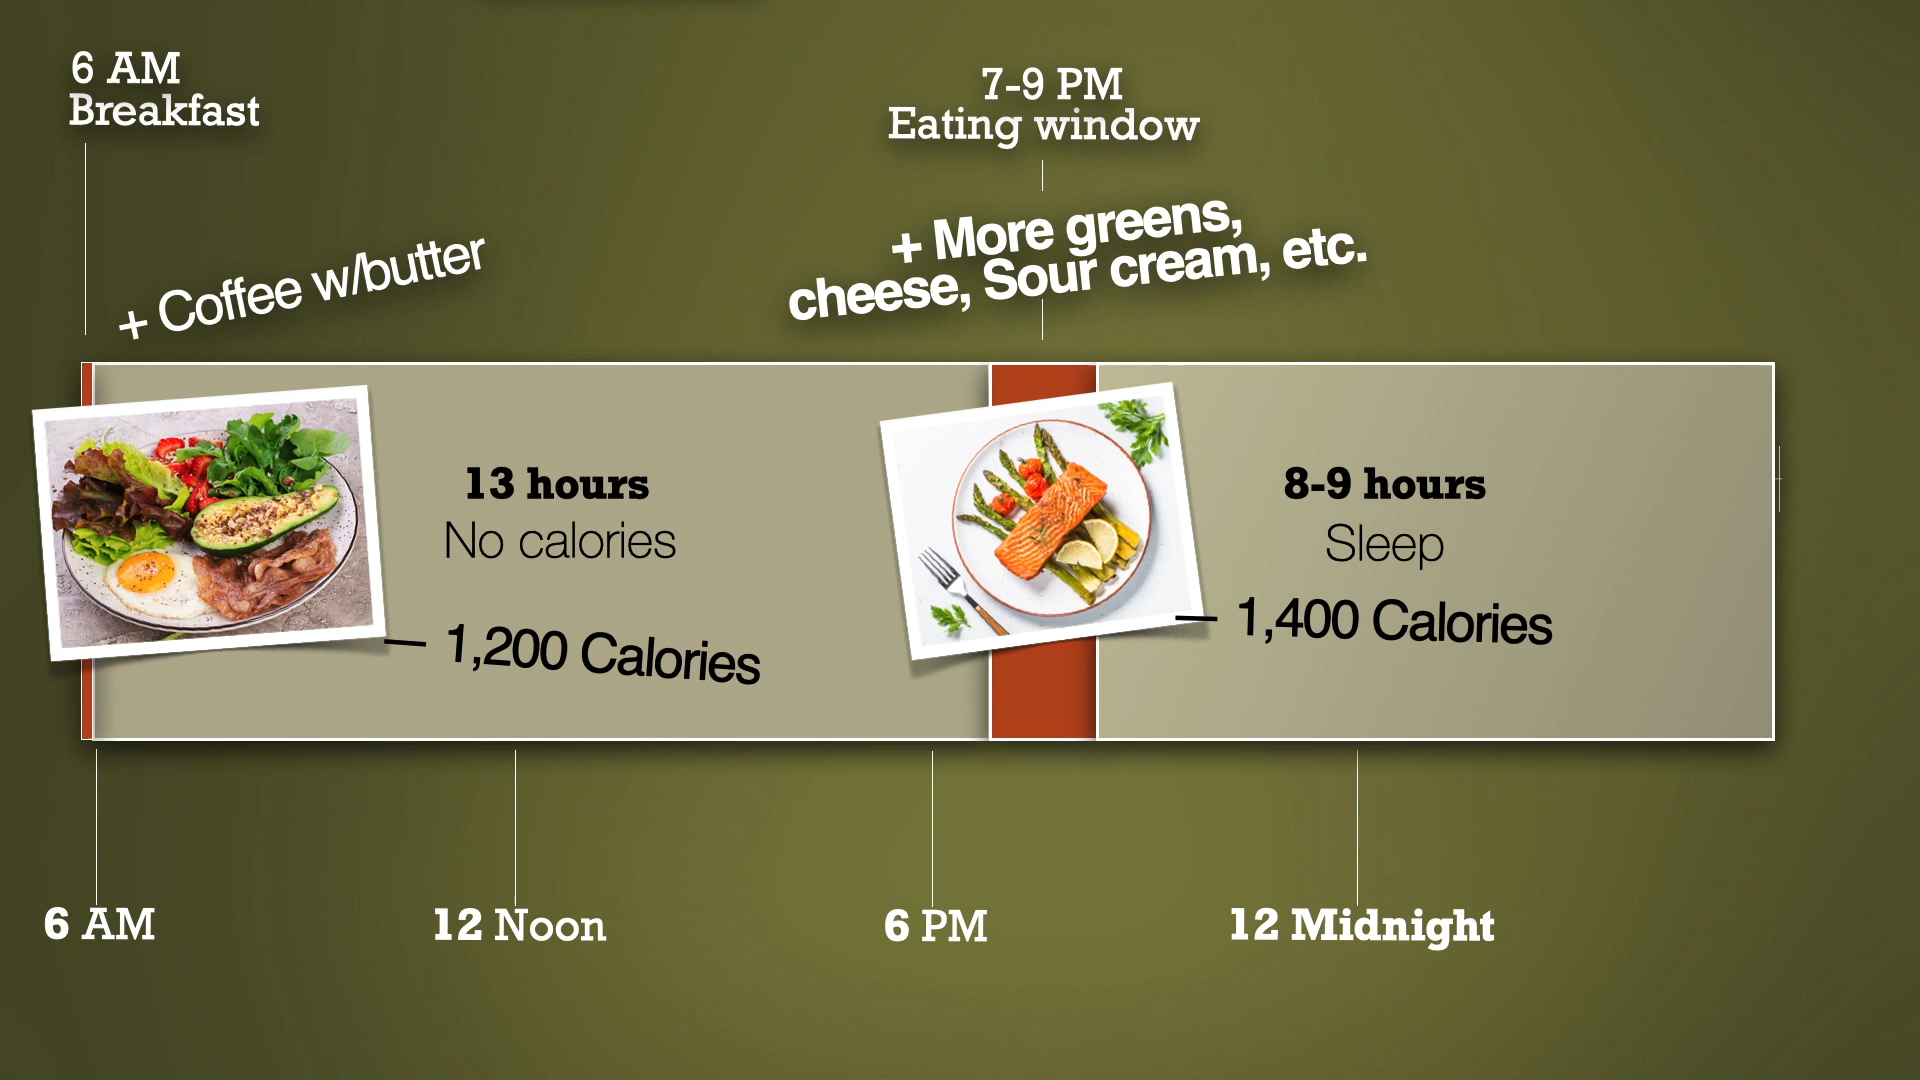 6 AM
Breakfast
7-9 PM
Eating window
+ Coffee w/butter
+ More greens,
cheese, Sour cream, etc.
13 hours
No calories
1,200 Calories
8-9 hours
Sleep
1,400 Calories
6 AM
12 Noon
6 PM
12 Midnight